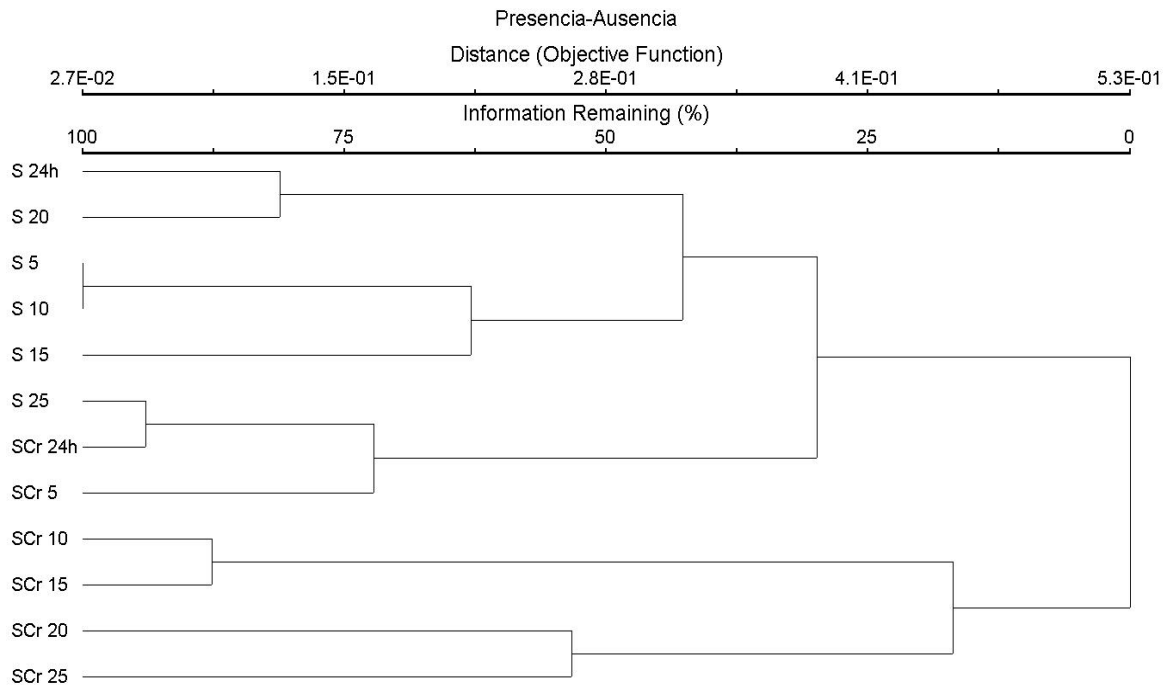 Presencia-Ausencia
Distance (Objective Function)
2.7E-02 1.5E-01 2.8E-01 4.1E-01 5.3E-01
Information Remaining (%)
100 75 50 25 0
S 24h
S 20
S 5
S 10
S 15
S 25
SCr 24h
SCr 5
SCr 10
SCr 15
SCr 20
SCr 25